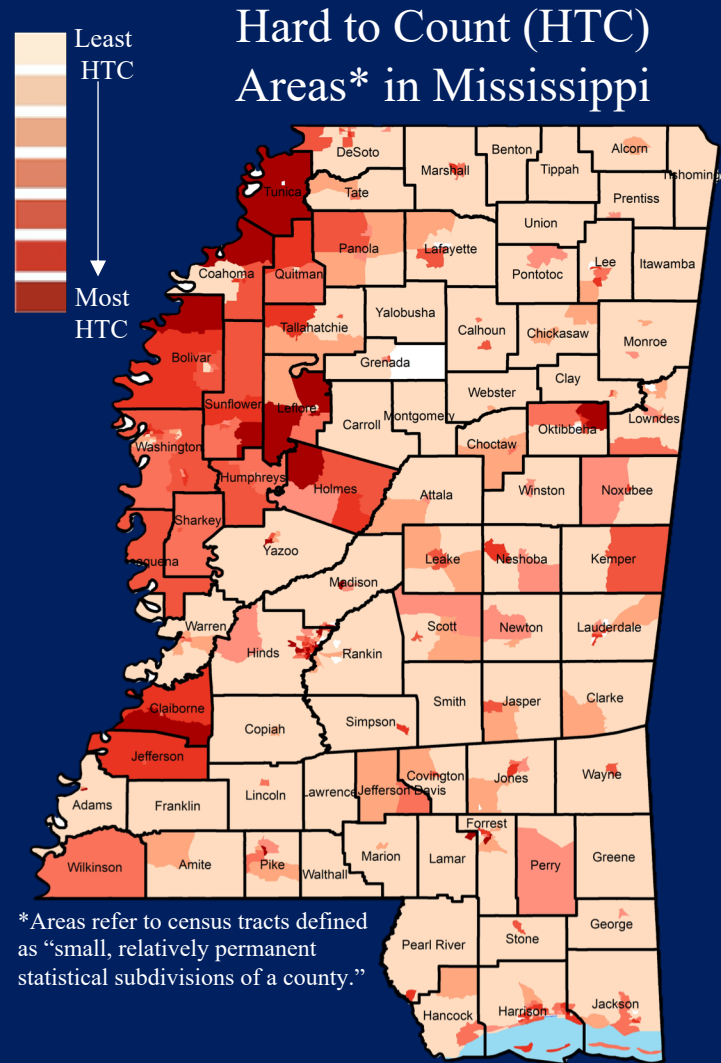 Hard to Count (HTC)
Areas* in Mississippi
Least
HTC
Most
HTC
DeSoto
Marshall
Benton
Tippah
Alcorn
Tishomingo
Tunica
Tate
Prentiss
Union
Panola
Lafayette
Coahoma
Quitman
Pontotoc
Lee
Itawamba
Yalobusha
Tallahatchie
Calhoun
Chickasaw
Monroe
Bolivar
Grenada
Clay
Webster
Sunflower
Leflore
Carroll
Montgomery
Oktibbeha
Lowndes
Washington
Choctaw
Humphreys
Holmes
Attala
Winston
Noxubee
Sharkey
Issaquena
Yazoo
Leake
Neshoba
Kemper
Madison
Warren
Hinds
Rankin
Scott
Newton
Lauderdale
Claiborne
Copiah
Simpson
Smith
Jasper
Clarke
Jefferson
Adams
Franklin
Lincoln
Lawrence
Jefferson Davis
Covington
Jones
Wayne
Wilkinson
Amite
Pike
Walthall
Marion
Lamar
Forrest
Perry
Greene
*Areas refer to census tracts defined
as “small, relatively permanent
statistical subdivisions of a county.”
Pearl River
Stone
George
Hancock
Harrison
Jackson